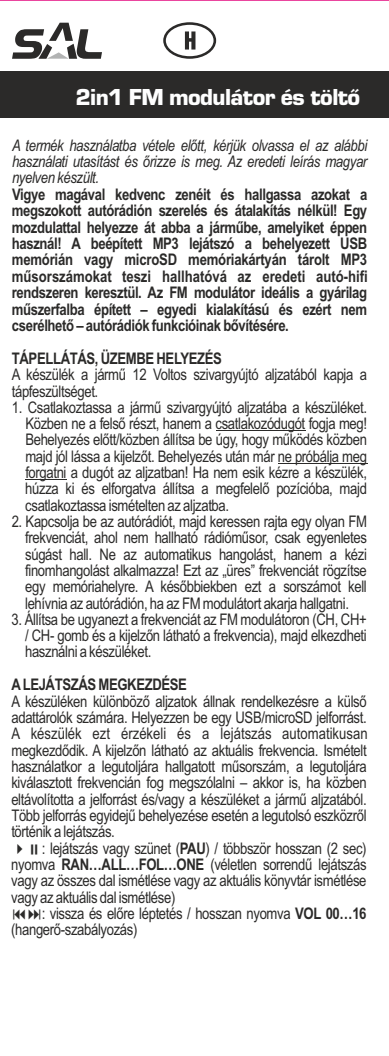 SAL
H
2in1 FM modulátor és töltő
A termék használatba vétele előtt, kérjük olvassa el az alábbi
használati utasítást és őrizze is meg. Az eredeti leírás magyar
nyelven készült.
Vigye magával kedvenc zenéit és hallgassa azokat a
megszokott autórádión szerelés és átalakítás nélkül! Egy
mozdulattal helyezze át abba a járműbe, amelyiket éppen
használ! A beépített MP3 lejátszó a behelyezett USB
memórián vagy microSD memóriakártyán tárolt MP3
műsorszámokat teszi hallhatóvá az eredeti autó-hifi
rendszeren keresztül. Az FM modulátor ideális a gyárilag
műszerfalba épített – egyedi kialakítású és ezért nem
cserélhető – autórádiók funkcióinak bővítésére.
TÁPELLÁTÁS, ÜZEMBE HELYEZÉS
A készülék a jármű 12 Voltos szivargyújtó aljzatából kapja a
tápfeszültséget.
1. Csatlakoztassa a jármű szivargyújtó aljzatába a készüléket.
Közben ne a felső részt, hanem a csatlakozódugót fogja meg!
Behelyezés előtt/közben állítsa be úgy, hogy működés közben
majd jól lássa a kijelzőt. Behelyezés után már ne próbálja meg
forgatni a dugót az aljzatban! Ha nem esik kézre a készülék,
húzza ki és elforgatva állítsa a megfelelő pozícióba, majd
csatlakoztassa ismételten az aljzatba.
2. Kapcsolja be az autórádiót, majd keressen rajta egy olyan FM
frekvenciát, ahol nem hallható rádióműsor, csak egyenletes
súgást hall. Ne az automatikus hangolást, hanem a kézi
finomhangolást alkalmazza! Ezt az „üres” frekvenciát rögzítse
egy memóriahelyre. A későbbiekben ezt a sorszámot kell
lehívnia az autórádión, ha az FM modulátort akarja hallgatni.
3. Állítsa be ugyanezt a frekvenciát az FM modulátoron (CH, CH+
/ CH- gomb és a kijelzőn látható a frekvencia), majd elkezdheti
használni a készüléket.
A LEJÁTSZÁS MEGKEZDÉSE
A készüléken különböző aljzatok állnak rendelkezésre a külső
adattárolók számára. Helyezzen be egy USB/microSD jelforrást.
A készülék ezt érzékeli és a lejátszás automatikusan
megkezdődik. A kijelzőn látható az aktuális frekvencia. Ismételt
használatkor a legutoljára hallgatott műsorszám, a legutoljára
kiválasztott frekvencián fog megszólalni – akkor is, ha közben
eltávolította a jelforrást és/vagy a készüléket a jármű aljzatából.
Több jelforrás egyidejű behelyezése esetén a legutolsó eszközről
történik a lejátszás.
⏵⏸: lejátszás vagy szünet (PAU) / többször hosszan (2 sec)
nyomva RAN…ALL…FOL…ONE (véletlen sorrendű lejátszás
vagy az összes dal ismétlése vagy az aktuális könyvtár ismétlése
vagy az aktuális dal ismétlése)
⏮⏭: vissza és előre léptetés / hosszan nyomva VOL 00…16
(hangerő-szabályozás)